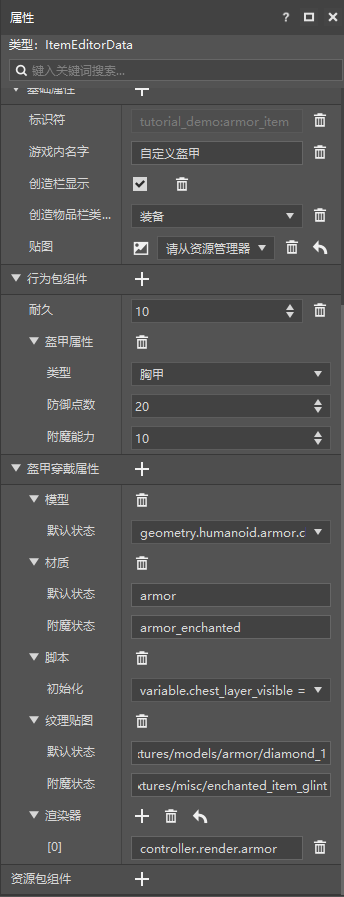 属性
?
类型：ItemEditorData
键入关键词搜索...
基础属性
标识符 tutorial_demo:armor_item
游戏内名字 自定义盔甲
创造栏显示
创造物品栏类... 装备
贴图 请从资源管理器
行为包组件
耐久 10
盔甲属性
类型 胸甲
防御点数 20
附魔能力 10
盔甲穿戴属性
模型
默认状态 geometry.humanoid.armor.c
材质
默认状态 armor
附魔状态 armor_enchanted
脚本
初始化 variable.chest_layer_visible =
纹理贴图
默认状态 xtures/models/armor/diamond_1
附魔状态 xtures/misc/enchanted_item_glint
渲染器
[0] controller.render.armor
资源包组件